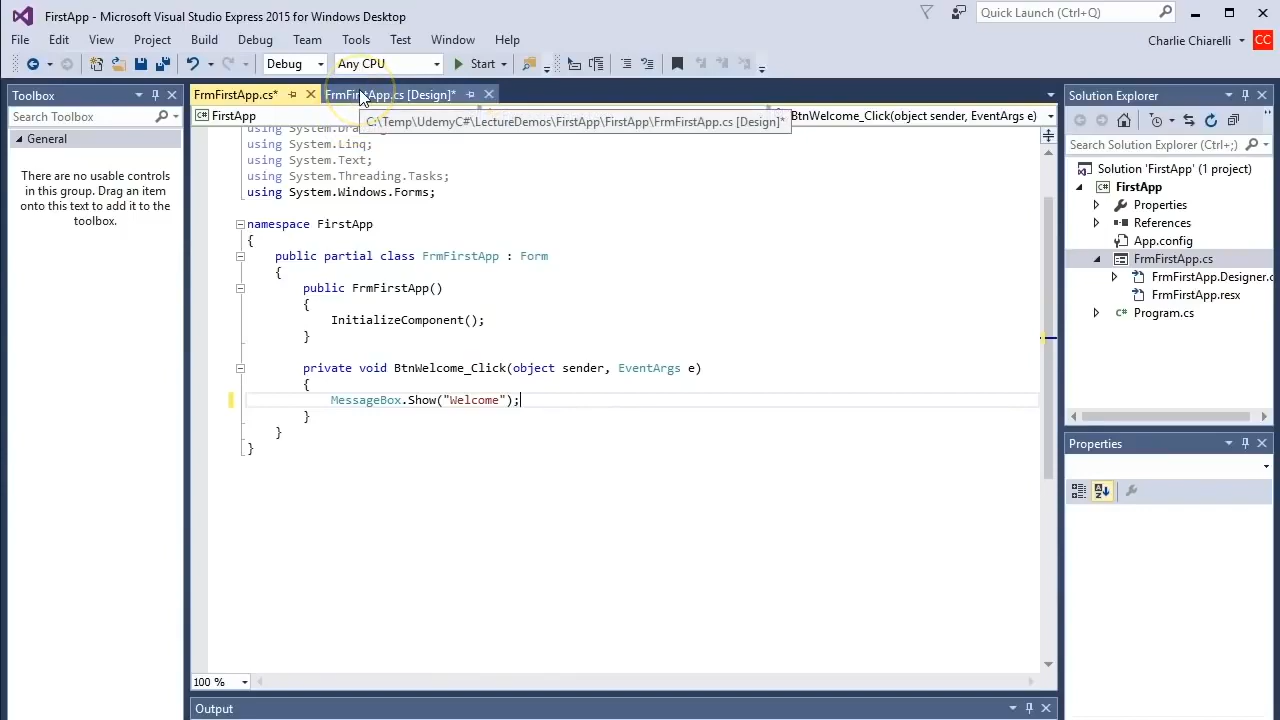 FirstApp - Microsoft Visual Studio Express 2015 for Windows Desktop
Quick Launch (Ctrl+Q)
File Edit View Project Build Debug Team Tools Test Window Help
Charlie Chiarelli
CC
Debug
Any CPU
Start
Toolbox
Search Toolbox
General
There are no usable controls
in this group. Drag an item
onto this text to add it to the
toolbox.
FrmFirstApp.cs*
FrmFirstApp.cs [Design]*
FirstApp
BtnWelcome_Click(object sender, EventArgs e)
C:\Temp\UdemyC#\LectureDemos\FirstApp\FirstApp\FrmFirstApp.cs [Design]*
using System.Drawing;
using System.Linq;
using System.Text;
using System.Threading.Tasks;
using System.Windows.Forms;
namespace FirstApp
{
public partial class FrmFirstApp : Form
{
public FrmFirstApp()
{
InitializeComponent();
}
private void BtnWelcome_Click(object sender, EventArgs e)
{
MessageBox.Show("Welcome");
}
}
}
100 %
Output
Solution Explorer
Search Solution Explorer (Ctrl+;)
Solution 'FirstApp' (1 project)
C# FirstApp
Properties
References
App.config
FrmFirstApp.cs
FrmFirstApp.Designer.c
FrmFirstApp.resx
C# Program.cs
Properties